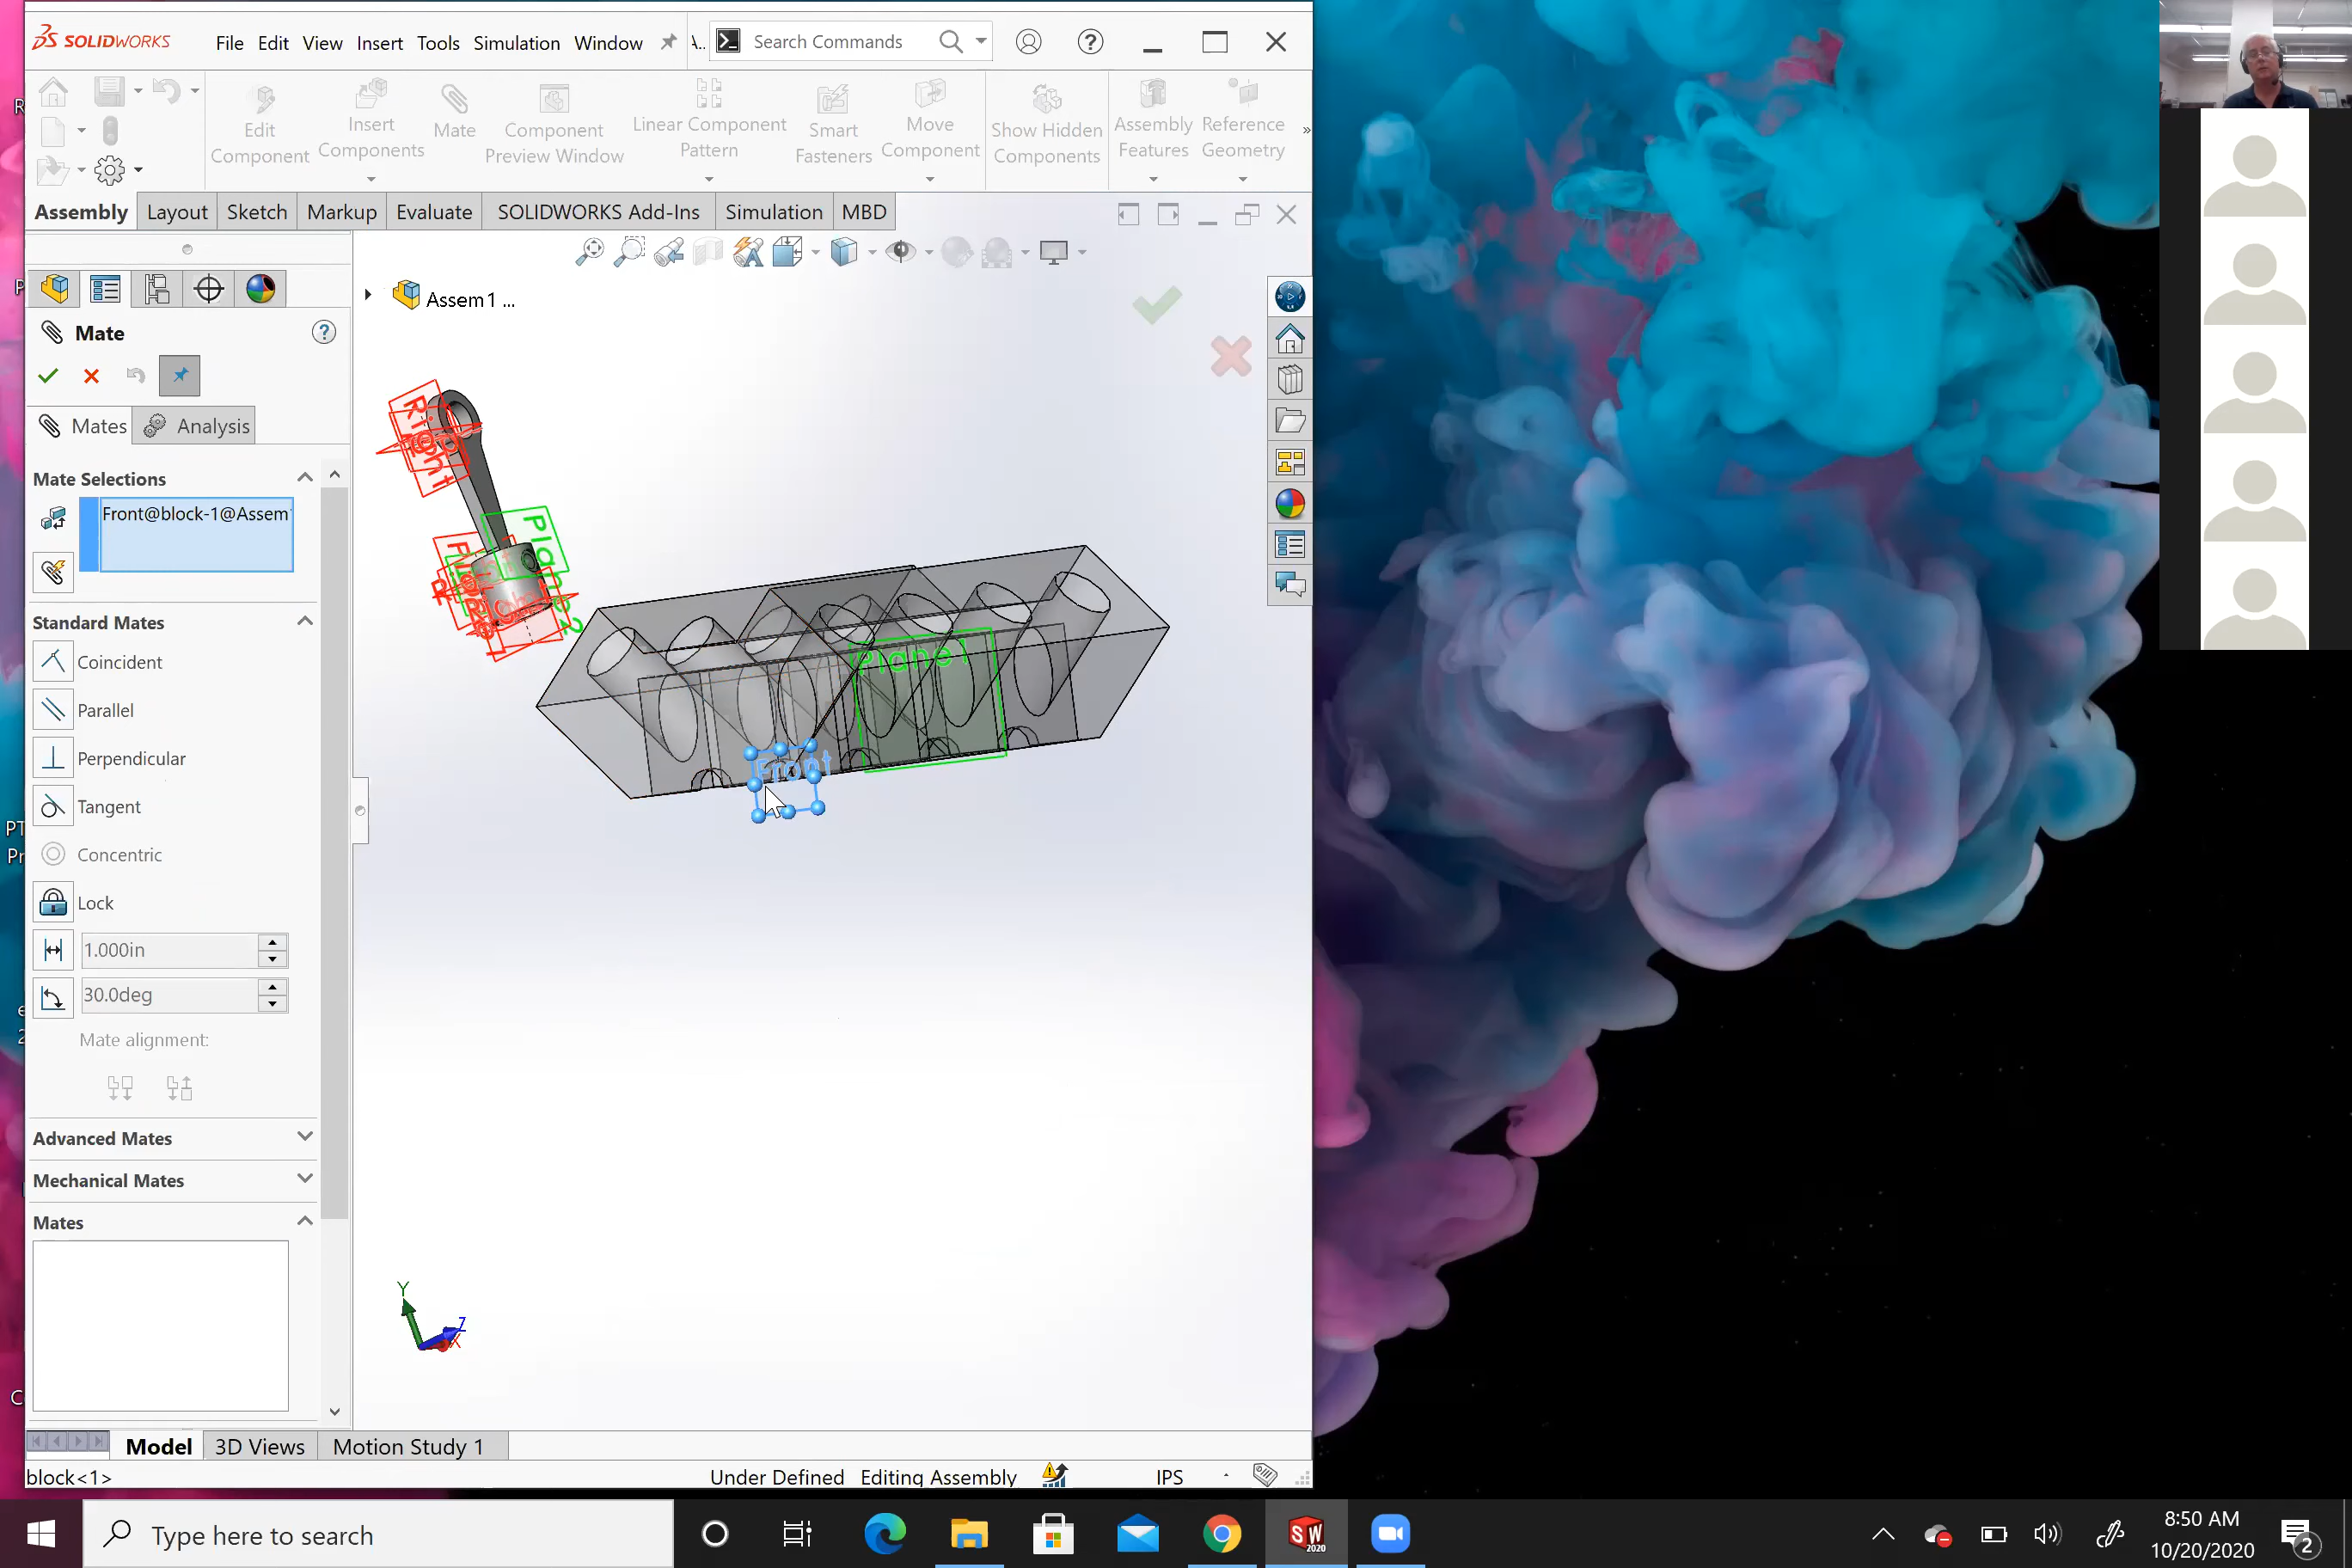 SOLIDWORKS File Edit View Insert Tools Simulation Window A... Search Commands
Edit Component
Insert Components
Mate
Component Preview Window
Linear Component Pattern
Smart Fasteners
Move Component
Show Hidden Components
Assembly Features
Reference Geometry
»
Assembly Layout Sketch Markup Evaluate SOLIDWORKS Add-Ins Simulation MBD
Assem1 ...
Mate
Mates Analysis
Mate Selections
Front@block-1@Assem
Standard Mates
Coincident
Parallel
Perpendicular
Tangent
Concentric
Lock
1.000in
30.0deg
Mate alignment:
Advanced Mates
Mechanical Mates
Mates
Right
Plane2
Plane1
Front
Y
Z
X
Model 3D Views Motion Study 1
block<1> Under Defined Editing Assembly IPS
Type here to search
SW
2020
8:50 AM
10/20/2020
2